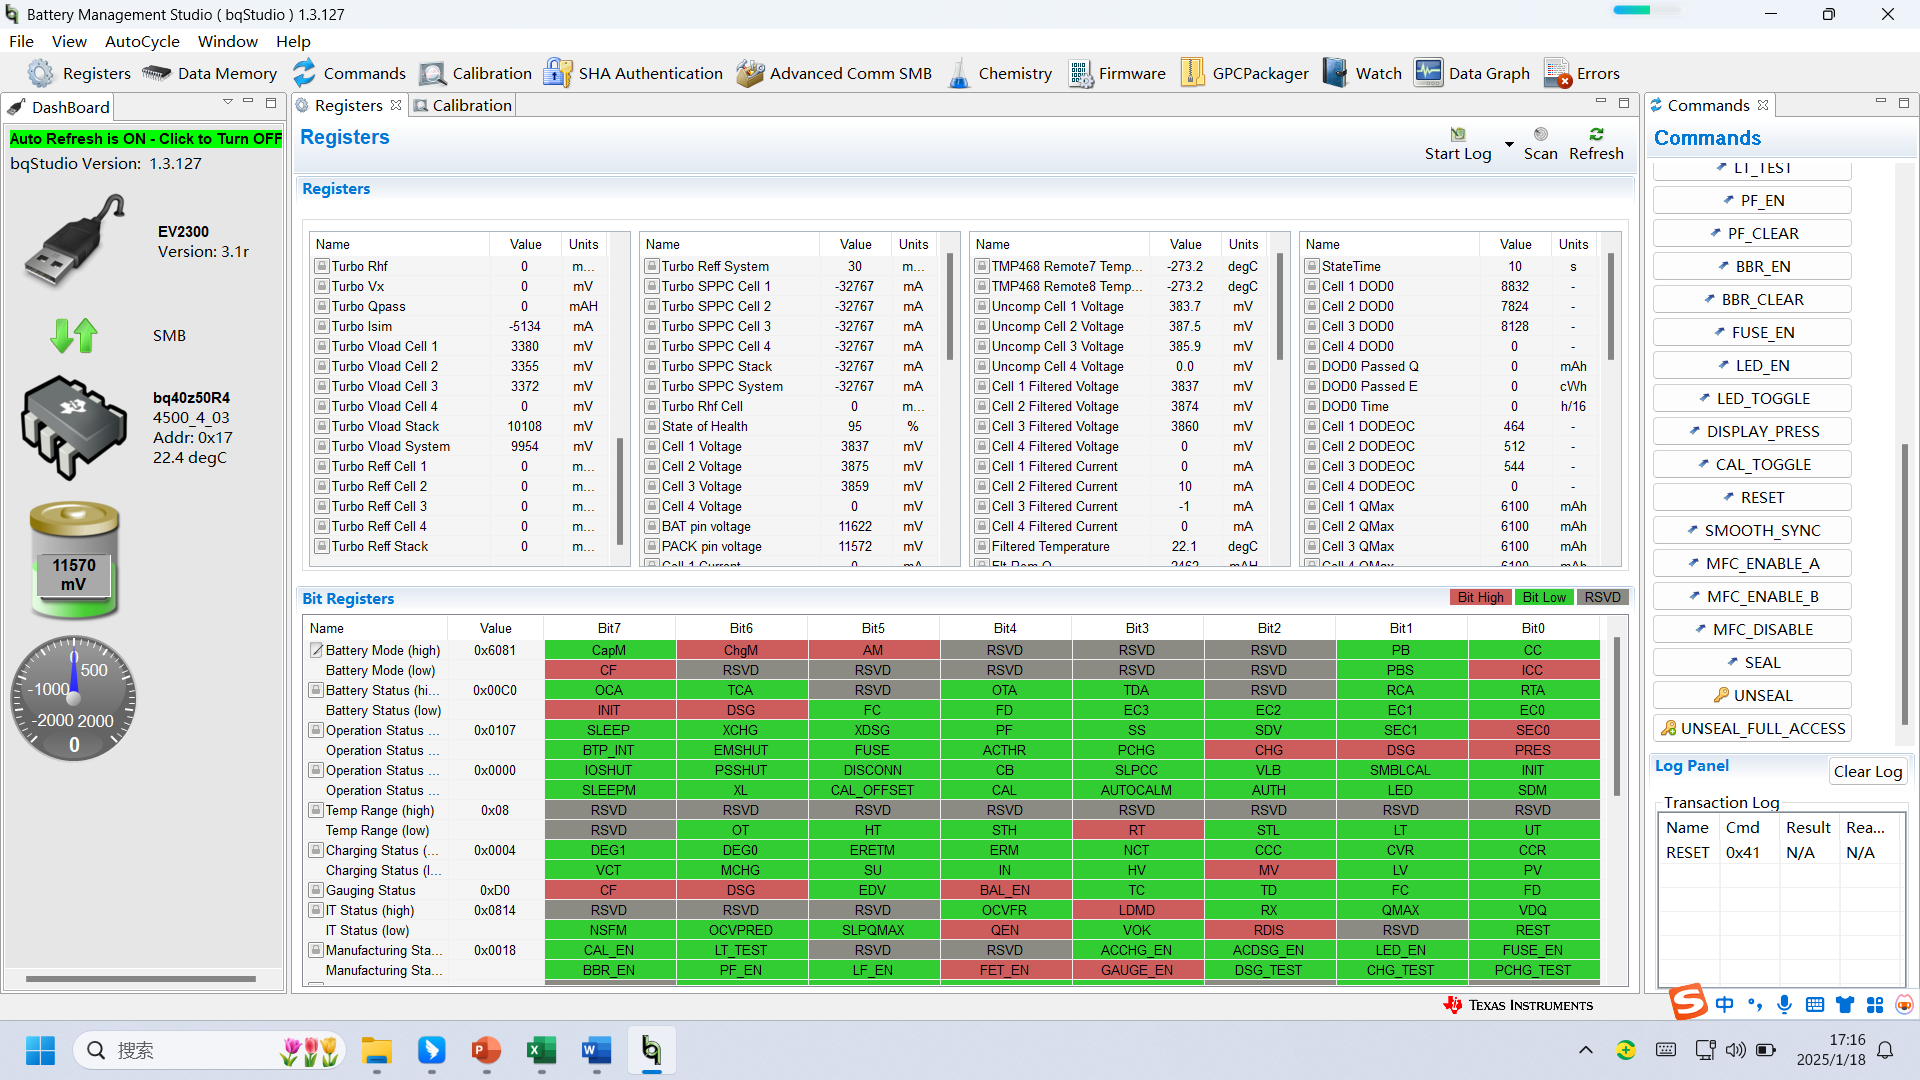 Battery Management Studio ( bqStudio ) 1.3.127
File View AutoCycle Window Help
Registers Data Memory Commands Calibration SHA Authentication Advanced Comm SMB Chemistry Firmware GPCPackager Watch Data Graph Errors
DashBoard
Auto Refresh is ON - Click to Turn OFF
bqStudio Version: 1.3.127
EV2300
Version: 3.1r
SMB
bq40z50R4
4500_4_03
Addr: 0x17
22.4 degC
11570
mV
0 500
-1000
-2000 2000
0
Registers Calibration
Registers
Start Log Scan Refresh
Registers
Name Value Units
Turbo Rhf 0 m...
Turbo Vx 0 mV
Turbo Qpass 0 mAH
Turbo Isim -5134 mA
Turbo Vload Cell 1 3380 mV
Turbo Vload Cell 2 3355 mV
Turbo Vload Cell 3 3372 mV
Turbo Vload Cell 4 0 mV
Turbo Vload Stack 10108 mV
Turbo Vload System 9954 mV
Turbo Reff Cell 1 0 m...
Turbo Reff Cell 2 0 m...
Turbo Reff Cell 3 0 m...
Turbo Reff Cell 4 0 m...
Turbo Reff Stack 0 m...
Name Value Units
Turbo Reff System 30 m...
Turbo SPPC Cell 1 -32767 mA
Turbo SPPC Cell 2 -32767 mA
Turbo SPPC Cell 3 -32767 mA
Turbo SPPC Cell 4 -32767 mA
Turbo SPPC Stack -32767 mA
Turbo SPPC System -32767 mA
Turbo Rhf Cell 0 m...
State of Health 95 %
Cell 1 Voltage 3837 mV
Cell 2 Voltage 3875 mV
Cell 3 Voltage 3859 mV
Cell 4 Voltage 0 mV
BAT pin voltage 11622 mV
PACK pin voltage 11572 mV
Cell 1 Current 0 mA
Name Value Units
TMP468 Remote7 Temp... -273.2 degC
TMP468 Remote8 Temp... -273.2 degC
Uncomp Cell 1 Voltage 383.7 mV
Uncomp Cell 2 Voltage 387.5 mV
Uncomp Cell 3 Voltage 385.9 mV
Uncomp Cell 4 Voltage 0.0 mV
Cell 1 Filtered Voltage 3837 mV
Cell 2 Filtered Voltage 3874 mV
Cell 3 Filtered Voltage 3860 mV
Cell 4 Filtered Voltage 0 mV
Cell 1 Filtered Current 0 mA
Cell 2 Filtered Current 10 mA
Cell 3 Filtered Current -1 mA
Cell 4 Filtered Current 0 mA
Filtered Temperature 22.1 degC
Flt Rem Q 2462 mAH
Name Value Units
StateTime 10 s
Cell 1 DOD0 8832 -
Cell 2 DOD0 7824 -
Cell 3 DOD0 8128 -
Cell 4 DOD0 0 -
DOD0 Passed Q 0 mAh
DOD0 Passed E 0 cWh
DOD0 Time 0 h/16
Cell 1 DODEOC 464 -
Cell 2 DODEOC 512 -
Cell 3 DODEOC 544 -
Cell 4 DODEOC 0 -
Cell 1 QMax 6100 mAh
Cell 2 QMax 6100 mAh
Cell 3 QMax 6100 mAh
Cell 4 QMax 6100 mAh
Bit Registers Bit High Bit Low RSVD
Name Value Bit7 Bit6 Bit5 Bit4 Bit3 Bit2 Bit1 Bit0
Battery Mode (high) 0x6081 CapM ChgM AM RSVD RSVD RSVD PB CC
Battery Mode (low) CF RSVD RSVD RSVD RSVD RSVD PBS ICC
Battery Status (hi... 0x00C0 OCA TCA RSVD OTA TDA RSVD RCA RTA
Battery Status (low) INIT DSG FC FD EC3 EC2 EC1 EC0
Operation Status ... 0x0107 SLEEP XCHG XDSG PF SS SDV SEC1 SEC0
Operation Status ... BTP_INT EMSHUT FUSE ACTHR PCHG CHG DSG PRES
Operation Status ... 0x0000 IOSHUT PSSHUT DISCONN CB SLPCC VLB SMBLCAL INIT
Operation Status ... SLEEPM XL CAL_OFFSET CAL AUTOCALM AUTH LED SDM
Temp Range (high) 0x08 RSVD RSVD RSVD RSVD RSVD RSVD RSVD RSVD
Temp Range (low) RSVD OT HT STH RT STL LT UT
Charging Status (... 0x0004 DEG1 DEG0 ERETM ERM NCT CCC CVR CCR
Charging Status (l... VCT MCHG SU IN HV MV LV PV
Gauging Status 0xD0 CF DSG EDV BAL_EN TC TD FC FD
IT Status (high) 0x0814 RSVD RSVD RSVD OCVFR LDMD RX QMAX VDQ
IT Status (low) NSFM OCVPRED SLPQMAX QEN VOK RDIS RSVD REST
Manufacturing Sta... 0x0018 CAL_EN LT_TEST RSVD RSVD ACCHG_EN ACDSG_EN LED_EN FUSE_EN
Manufacturing Sta... BBR_EN PF_EN LF_EN FET_EN GAUGE_EN DSG_TEST CHG_TEST PCHG_TEST
Commands
Commands
LT_TEST
PF_EN
PF_CLEAR
BBR_EN
BBR_CLEAR
FUSE_EN
LED_EN
LED_TOGGLE
DISPLAY_PRESS
CAL_TOGGLE
RESET
SMOOTH_SYNC
MFC_ENABLE_A
MFC_ENABLE_B
MFC_DISABLE
SEAL
UNSEAL
UNSEAL_FULL_ACCESS
Log Panel Clear Log
Transaction Log
Name Cmd Result Rea...
RESET 0x41 N/A N/A
TEXAS INSTRUMENTS
S 中
搜索
17:16
2025/1/18